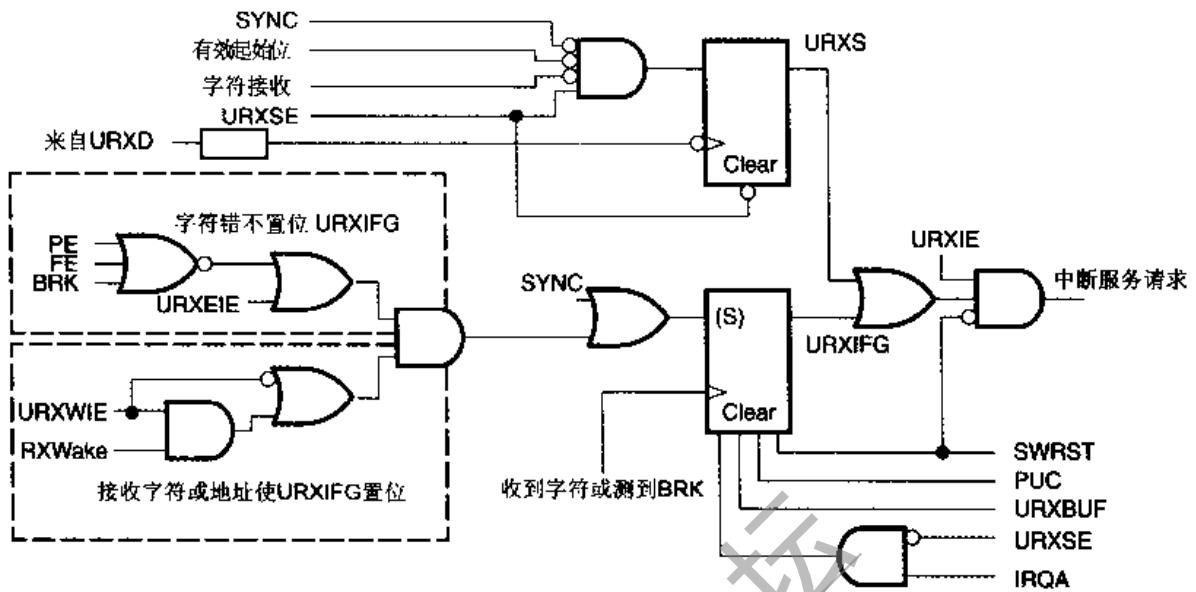 SYNC
有效起始位
字符接收
URXSE
来自URXD
URXS
Clear
字符错不置位 URXIFG
PE
FE
BRK
URXEIE
SYNC
(S)
Clear
URXIFG
URXIE
中断服务请求
URXWIE
RXWake
接收字符或地址使URXIFG置位
收到字符或测到BRK
SWRST
PUC
URXBUF
URXSE
IRQA
坛